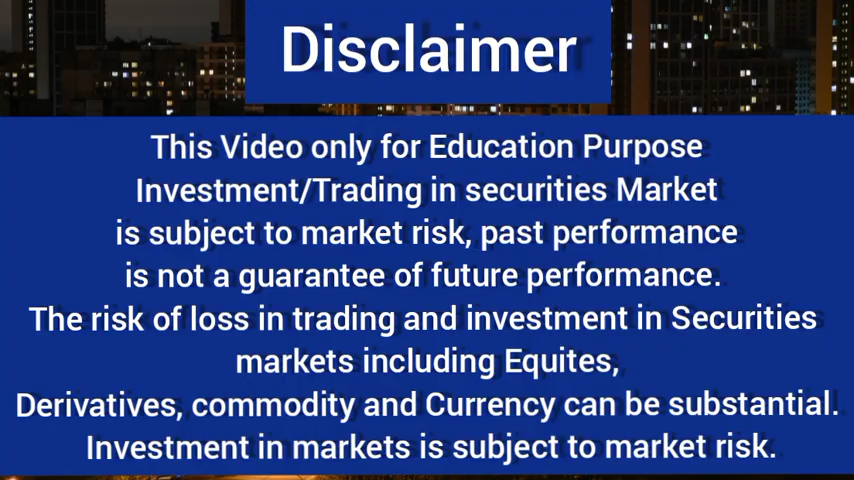 Disclaimer
This Video only for Education Purpose
Investment/Trading in securities Market
is subject to market risk, past performance
is not a guarantee of future performance.
The risk of loss in trading and investment in Securities
markets including Equites,
Derivatives, commodity and Currency can be substantial.
Investment in markets is subject to market risk.